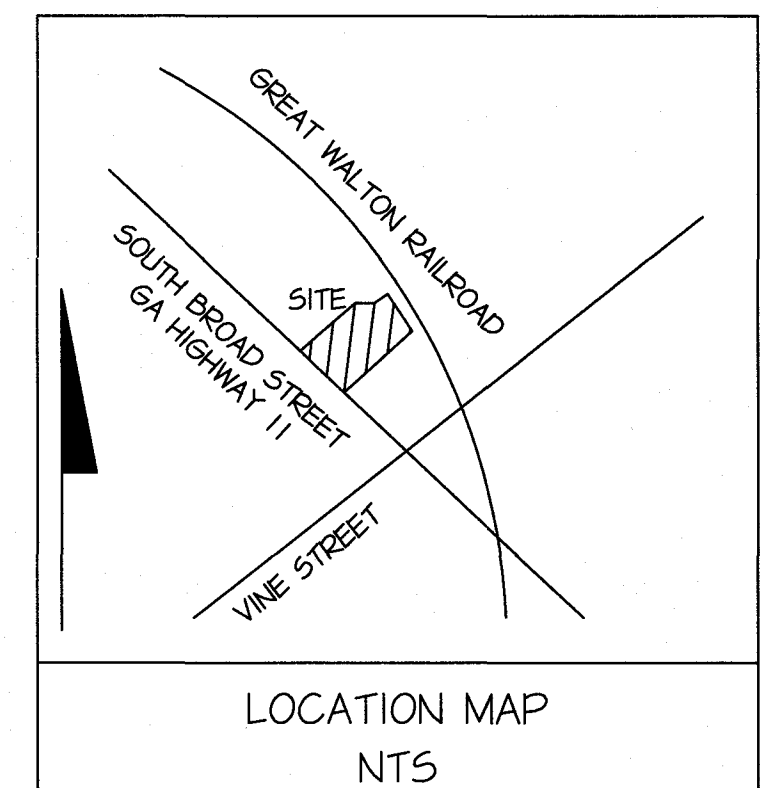 GREAT WALTON RAILROAD
SITE
SOUTH BROAD STREET
GA HIGHWAY 11
VINE STREET
LOCATION MAP
NTS